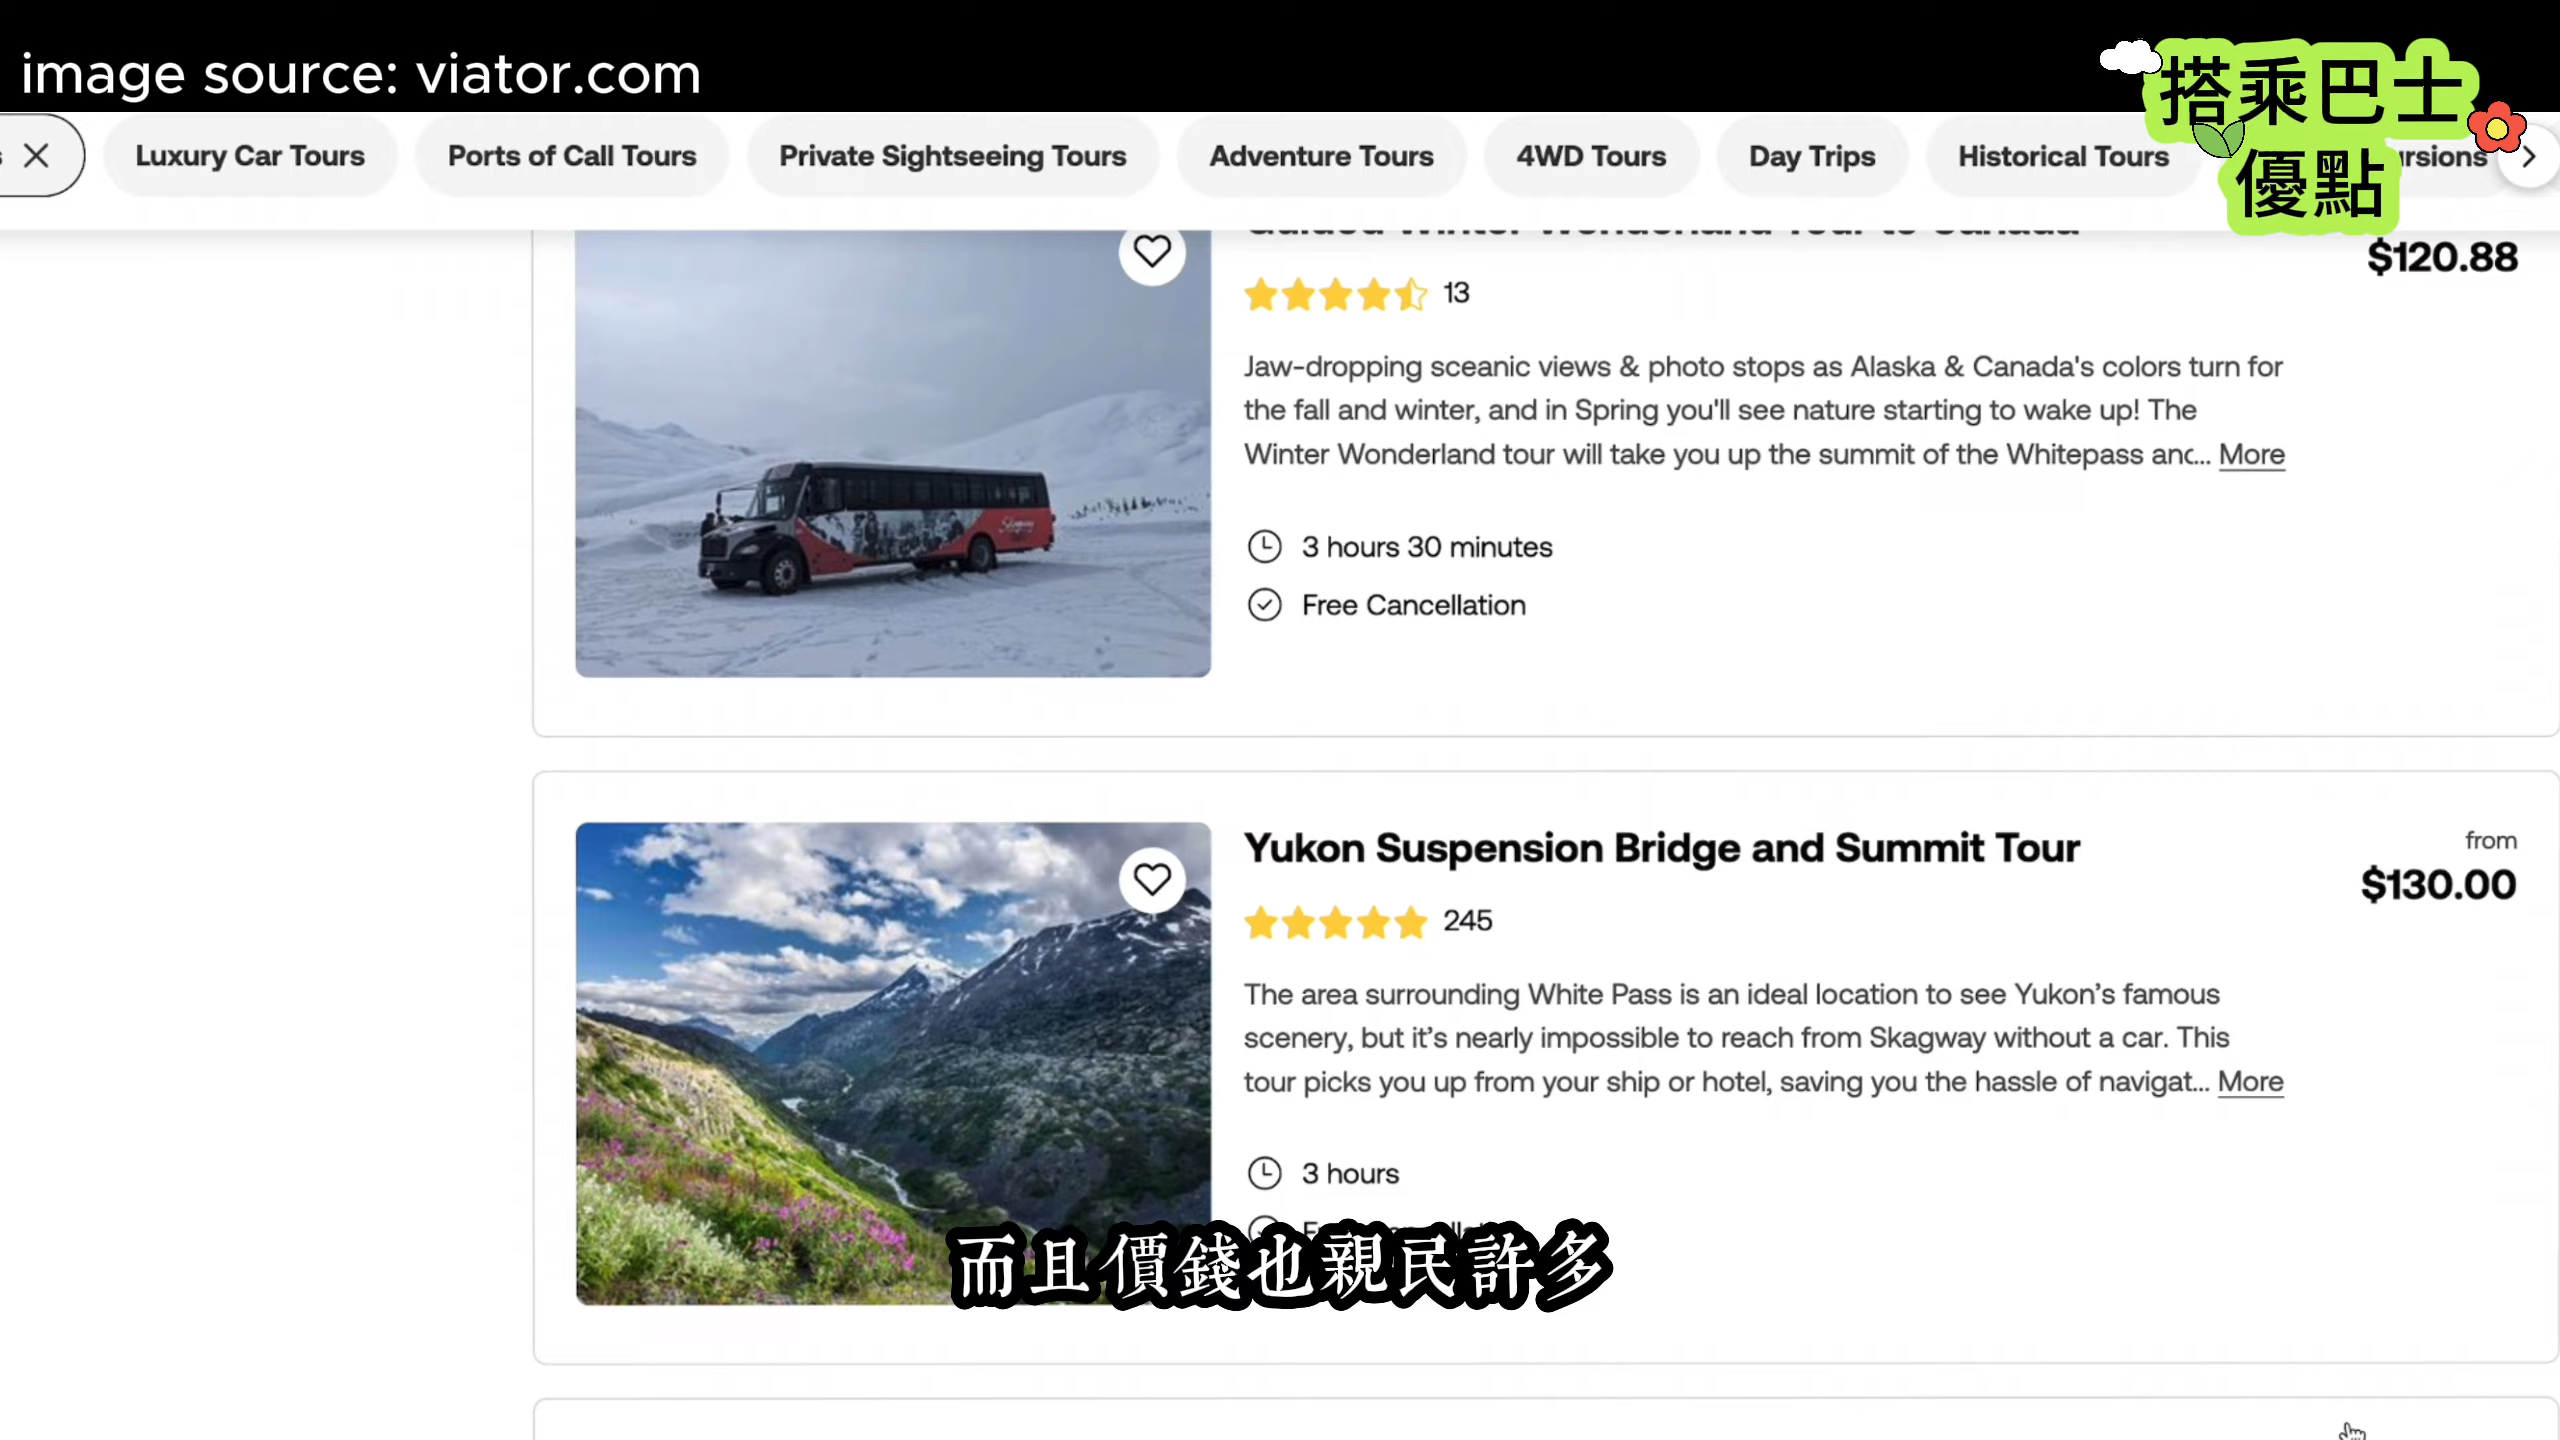 image source: viator.com
搭乘巴士
優點
Luxury Car Tours
Ports of Call Tours
Private Sightseeing Tours
Adventure Tours
4WD Tours
Day Trips
Historical Tours
Guided Winter Wonderland Tour to Canada
$120.88
13
Jaw-dropping sceanic views & photo stops as Alaska & Canada's colors turn for
the fall and winter, and in Spring you'll see nature starting to wake up! The
Winter Wonderland tour will take you up the summit of the Whitepass and... More
3 hours 30 minutes
Free Cancellation
Yukon Suspension Bridge and Summit Tour
from
$130.00
245
The area surrounding White Pass is an ideal location to see Yukon’s famous
scenery, but it’s nearly impossible to reach from Skagway without a car. This
tour picks you up from your ship or hotel, saving you the hassle of navigat... More
3 hours
而且價錢也親民許多